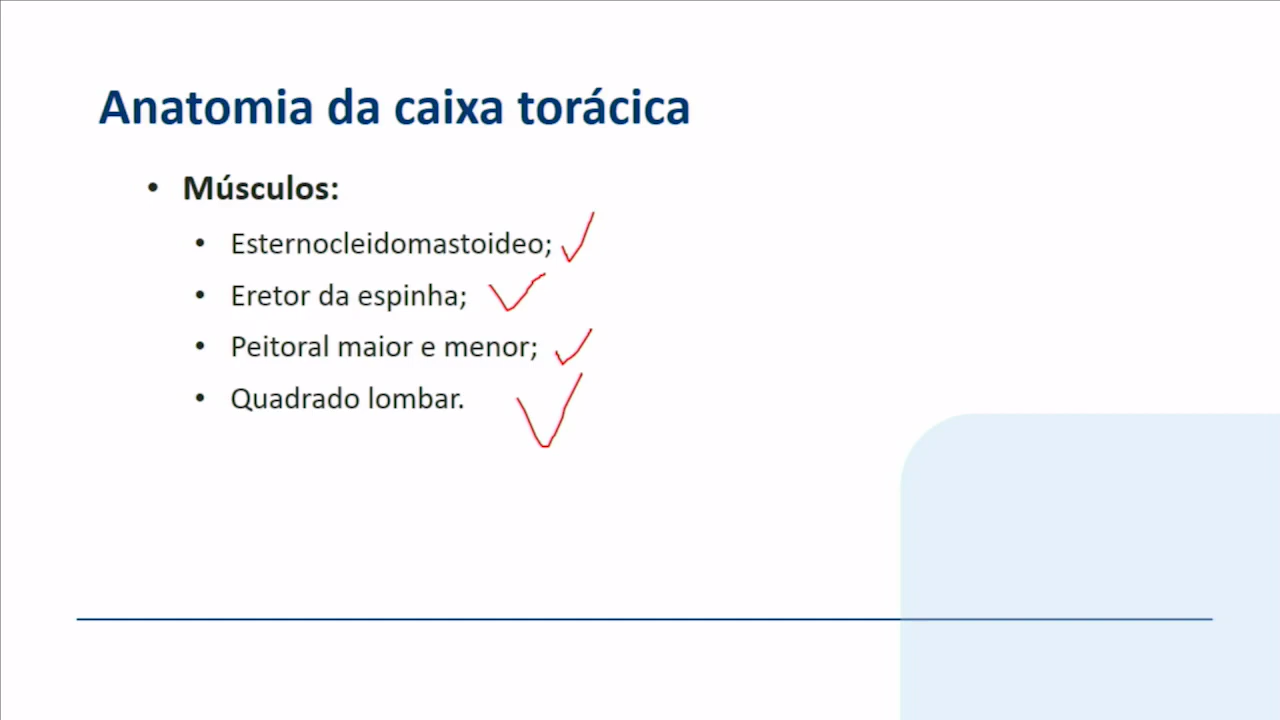 Anatomia da caixa torácica
• Músculos:
• Esternocleidomastoideo;
• Eretor da espinha;
• Peitoral maior e menor;
• Quadrado lombar.